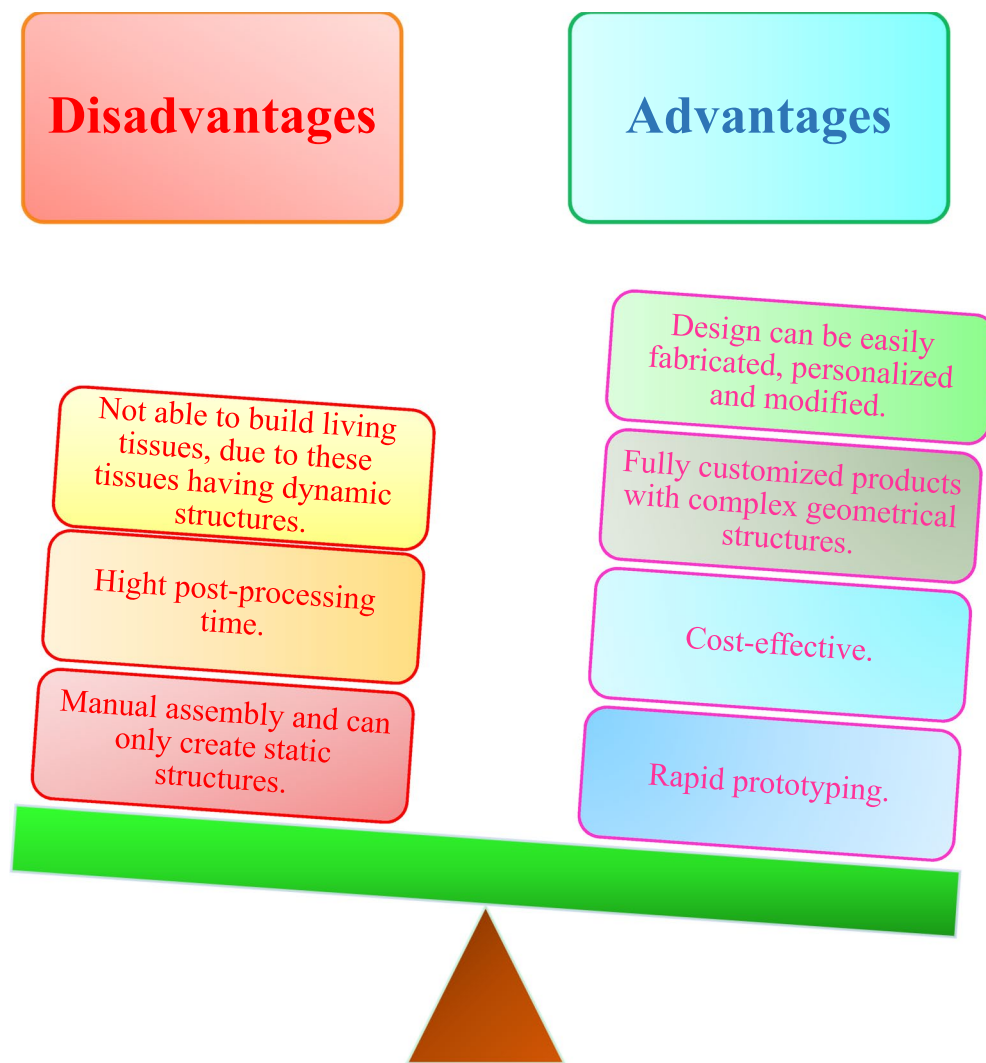 Disadvantages
Not able to build living
tissues, due to these
tissues having dynamic
structures.
Hight post-processing
time.
Manual assembly and can
only create static
structures.
Advantages
Design can be easily
fabricated, personalized
and modified.
Fully customized products
with complex geometrical
structures.
Cost-effective.
Rapid prototyping.